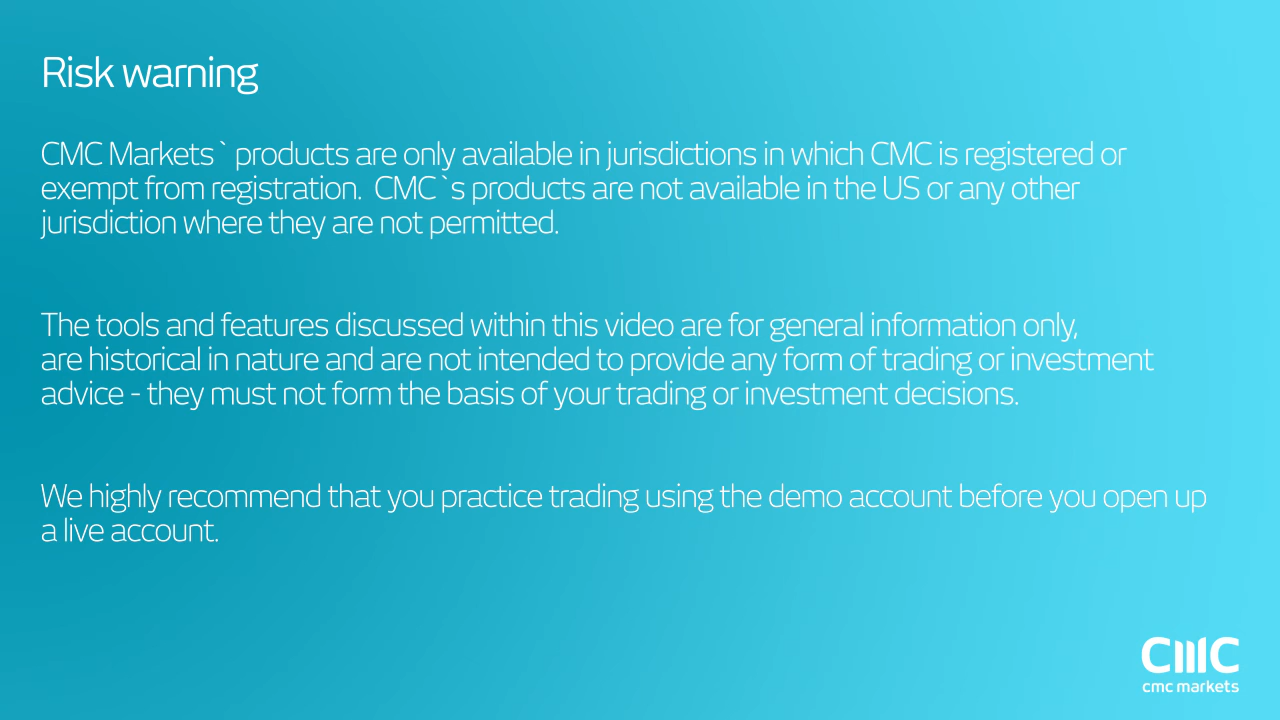 Risk warning
CMC Markets` products are only available in jurisdictions in which CMC is registered or
exempt from registration.  CMC`s products are not available in the US or any other
jurisdiction where they are not permitted.
The tools and features discussed within this video are for general information only,
are historical in nature and are not intended to provide any form of trading or investment
advice - they must not form the basis of your trading or investment decisions.
We highly recommend that you practice trading using the demo account before you open up
a live account.
cmc
cmc markets